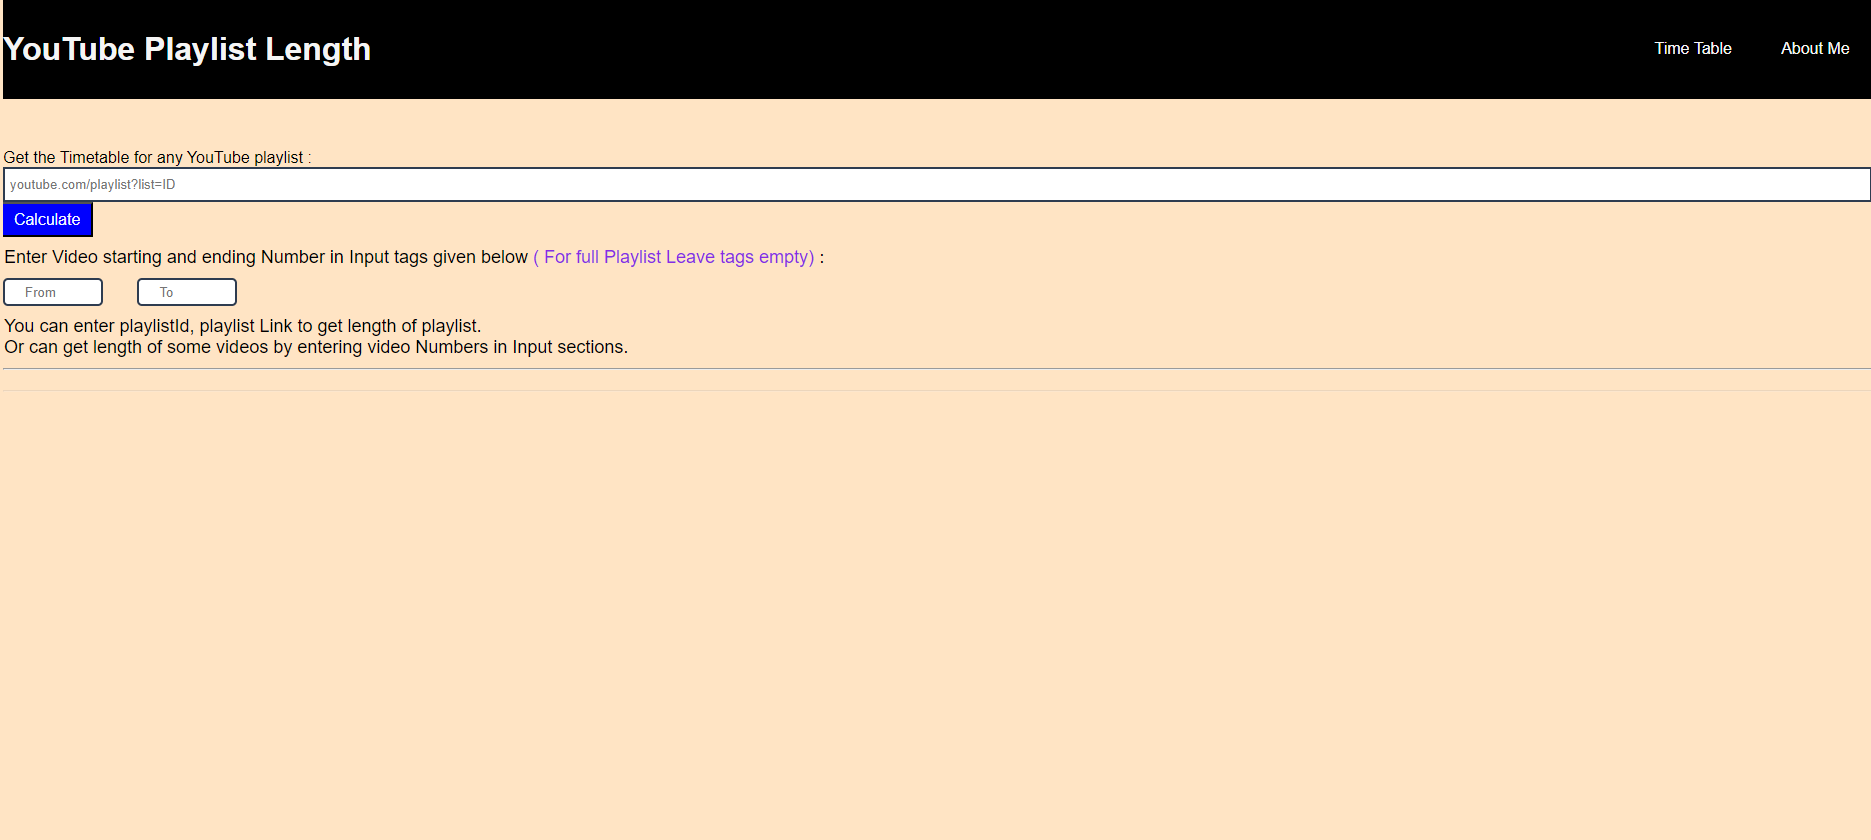 YouTube Playlist Length
Time Table
About Me
Get the Timetable for any YouTube playlist :
youtube.com/playlist?list=ID
Calculate
Enter Video starting and ending Number in Input tags given below ( For full Playlist Leave tags empty) :
From
To
You can enter playlistId, playlist Link to get length of playlist.
Or can get length of some videos by entering video Numbers in Input sections.